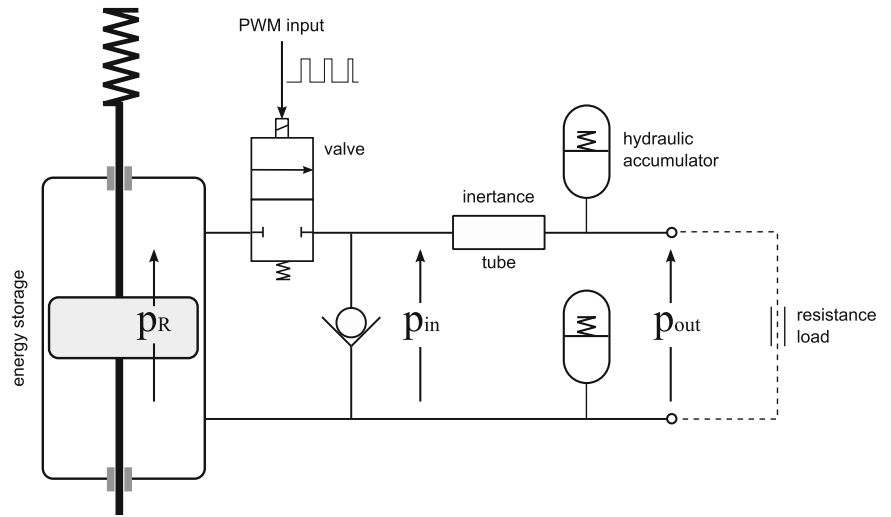 PWM input
valve
hydraulic
accumulator
inertance
tube
energy storage
pR
pin
pout
resistance
load